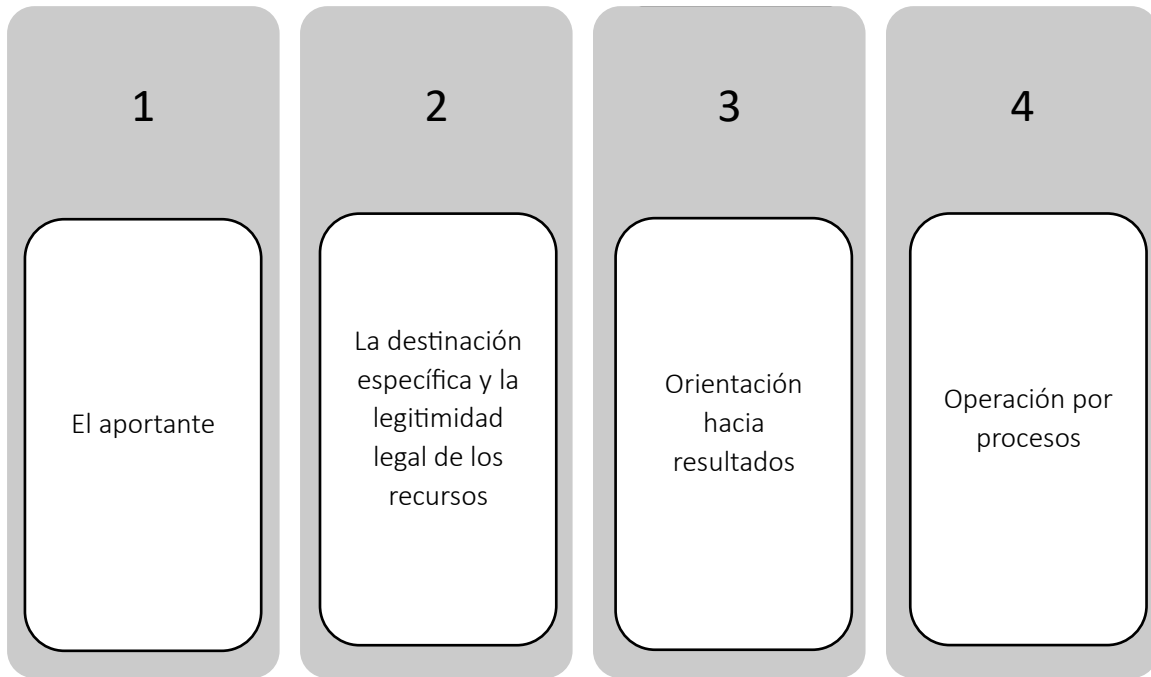 1
El aportante
2
La destinación
específica y la
legitimidad
legal de los
recursos
3
Orientación
hacia
resultados
4
Operación por
procesos